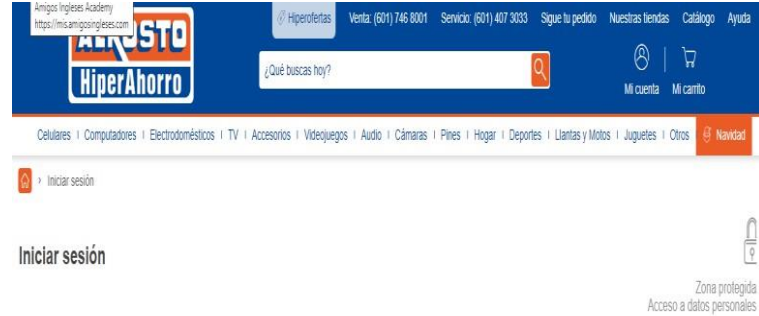 Amigos Ingleses Academy
https://mis.amigosingleses.com
HiperAhorro
Hiperofertas Venta: (601) 746 8001 Servicio: (601) 407 3033 Sigue tu pedido Nuestras tiendas Catálogo Ayuda
¿Qué buscas hoy?
Mi cuenta Mi carrito
Celulares | Computadores | Electrodomésticos | TV | Accesorios | Videojuegos | Audio | Cámaras | Pines | Hogar | Deportes | Llantas y Motos | Juguetes | Otros Navidad
› Iniciar sesión
Iniciar sesión
Zona protegida
Acceso a datos personales